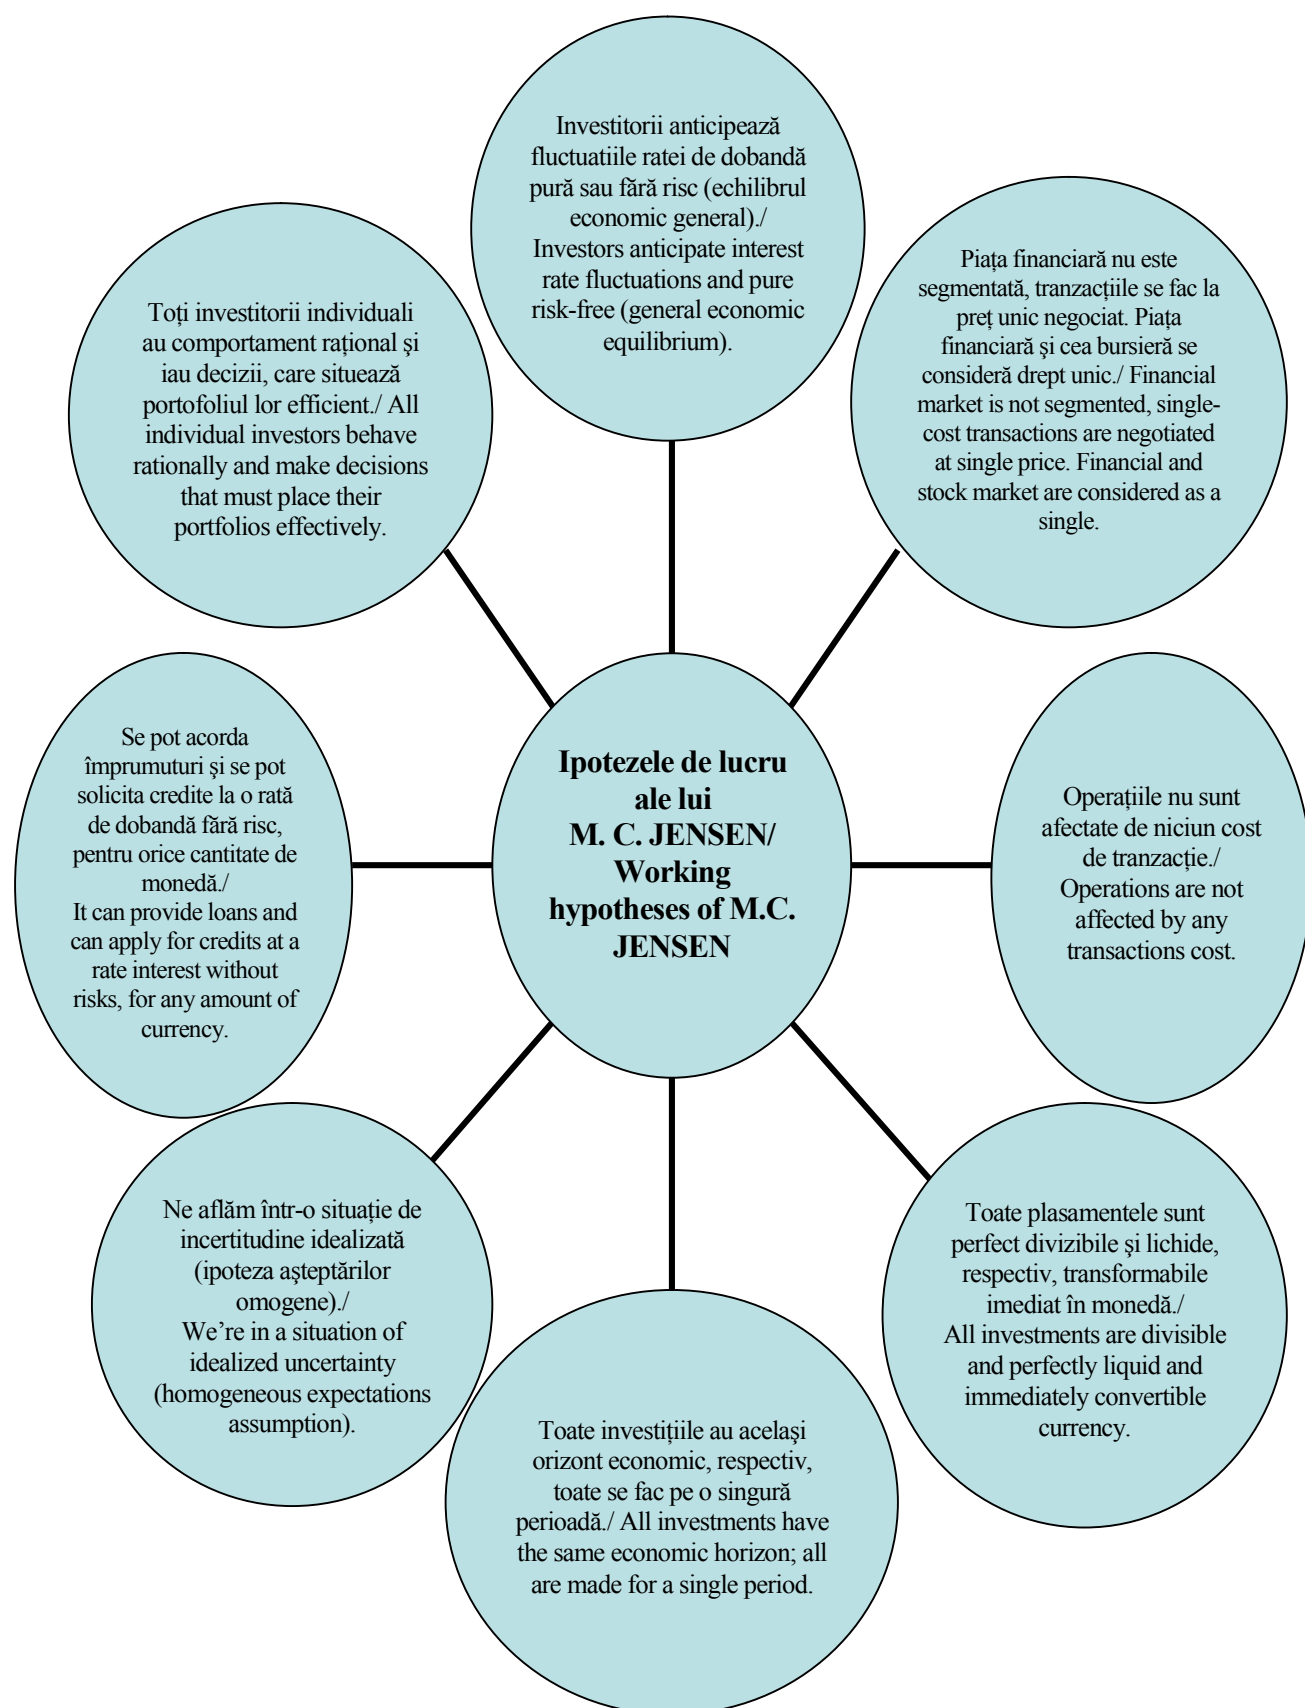 Investitorii anticipează
fluctuatiile ratei de dobandă
pură sau fără risc (echilibrul
economic general)./
Investors anticipate interest
rate fluctuations and pure
risk-free (general economic
equilibrium).
Toți investitorii individuali
au comportament rațional şi
iau decizii, care situează
portofoliul lor efficient./ All
individual investors behave
rationally and make decisions
that must place their
portfolios effectively.
Piața financiară nu este
segmentată, tranzacțiile se fac la
preț unic negociat. Piața
financiară şi cea bursieră se
consideră drept unic./ Financial
market is not segmented, single-
cost transactions are negotiated
at single price. Financial and
stock market are considered as a
single.
Se pot acorda
împrumuturi şi se pot
solicita credite la o rată
de dobandă fără risc,
pentru orice cantitate de
monedă./
It can provide loans and
can apply for credits at a
rate interest without
risks, for any amount of
currency.
Ipotezele de lucru
ale lui
M. C. JENSEN/
Working
hypotheses of M.C.
JENSEN
Operațiile nu sunt
afectate de niciun cost
de tranzacție./
Operations are not
affected by any
transactions cost.
Ne aflăm într-o situație de
incertitudine idealizată
(ipoteza aşteptărilor
omogene)./
We’re in a situation of
idealized uncertainty
(homogeneous expectations
assumption).
Toate plasamentele sunt
perfect divizibile şi lichide,
respectiv, transformabile
imediat în monedă./
All investments are divisible
and perfectly liquid and
immediately convertible
currency.
Toate investițiile au acelaşi
orizont economic, respectiv,
toate se fac pe o singură
perioadă./ All investments have
the same economic horizon; all
are made for a single period.